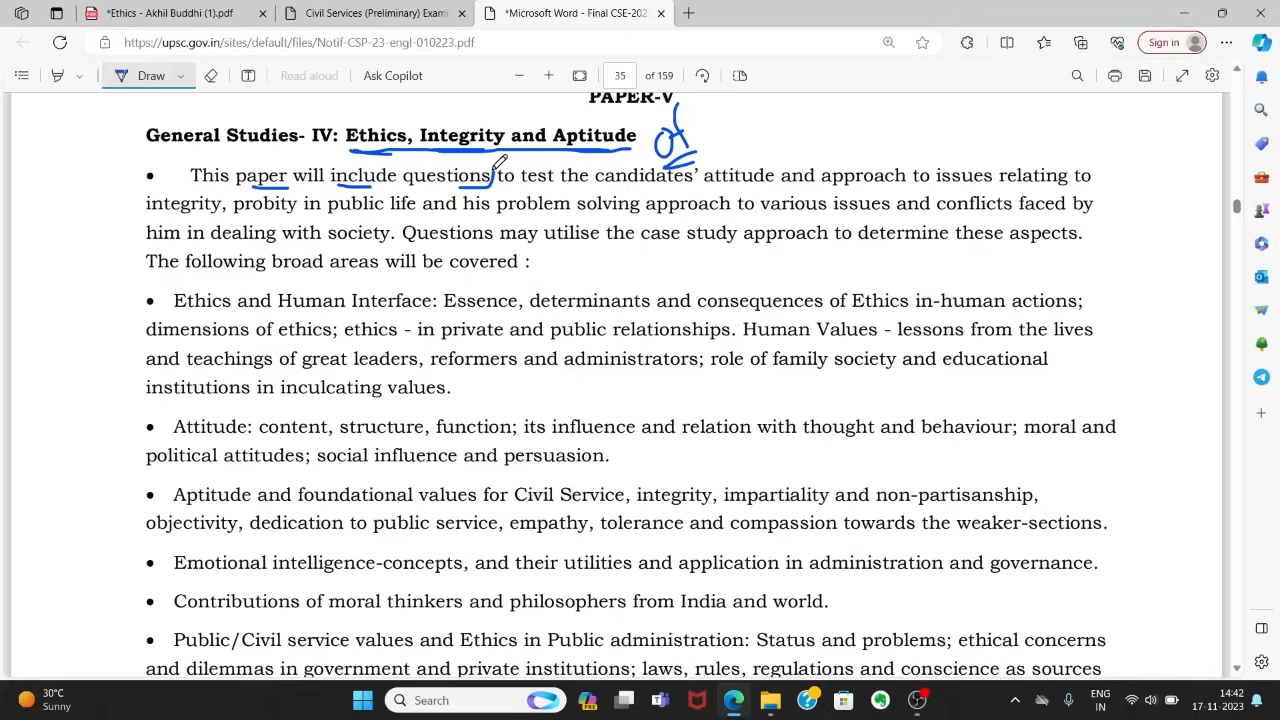 *Ethics - Akhil Buddhi (1).pdf
Civil Services (Preliminary) Exami
*Microsoft Word - Final CSE-202
https://upsc.gov.in/sites/default/files/Notif-CSP-23-engl-010223.pdf
Sign in
Draw
Read aloud
Ask Copilot
35 of 159
PAPER-V
General Studies- IV: Ethics, Integrity and Aptitude
• This paper will include questions to test the candidates’ attitude and approach to issues relating to
integrity, probity in public life and his problem solving approach to various issues and conflicts faced by
him in dealing with society. Questions may utilise the case study approach to determine these aspects.
The following broad areas will be covered :
• Ethics and Human Interface: Essence, determinants and consequences of Ethics in-human actions;
dimensions of ethics; ethics - in private and public relationships. Human Values - lessons from the lives
and teachings of great leaders, reformers and administrators; role of family society and educational
institutions in inculcating values.
• Attitude: content, structure, function; its influence and relation with thought and behaviour; moral and
political attitudes; social influence and persuasion.
• Aptitude and foundational values for Civil Service, integrity, impartiality and non-partisanship,
objectivity, dedication to public service, empathy, tolerance and compassion towards the weaker-sections.
• Emotional intelligence-concepts, and their utilities and application in administration and governance.
• Contributions of moral thinkers and philosophers from India and world.
• Public/Civil service values and Ethics in Public administration: Status and problems; ethical concerns
and dilemmas in government and private institutions; laws, rules, regulations and conscience as sources
30°C
Sunny
Search
PRE
ENG
IN
14:42
17-11-2023